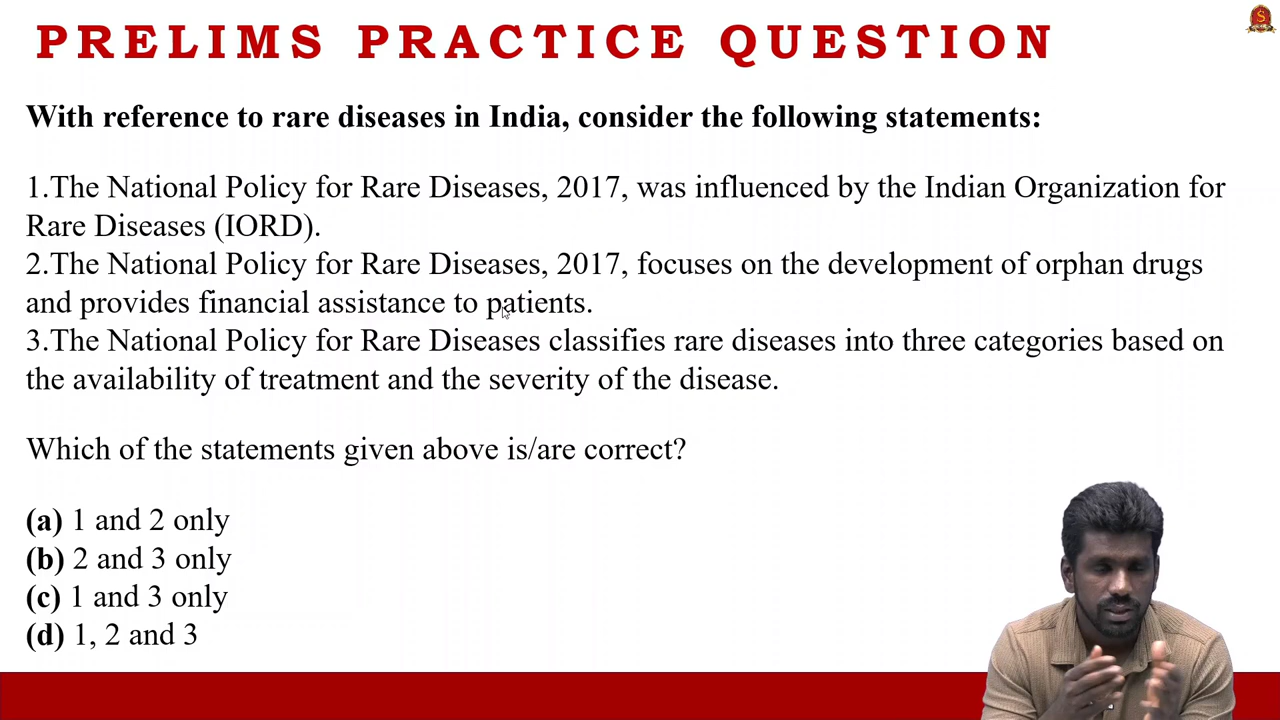 PRELIMS PRACTICE QUESTION
With reference to rare diseases in India, consider the following statements:
1.The National Policy for Rare Diseases, 2017, was influenced by the Indian Organization for
Rare Diseases (IORD).
2.The National Policy for Rare Diseases, 2017, focuses on the development of orphan drugs
and provides financial assistance to patients.
3.The National Policy for Rare Diseases classifies rare diseases into three categories based on
the availability of treatment and the severity of the disease.
Which of the statements given above is/are correct?
(a) 1 and 2 only
(b) 2 and 3 only
(c) 1 and 3 only
(d) 1, 2 and 3